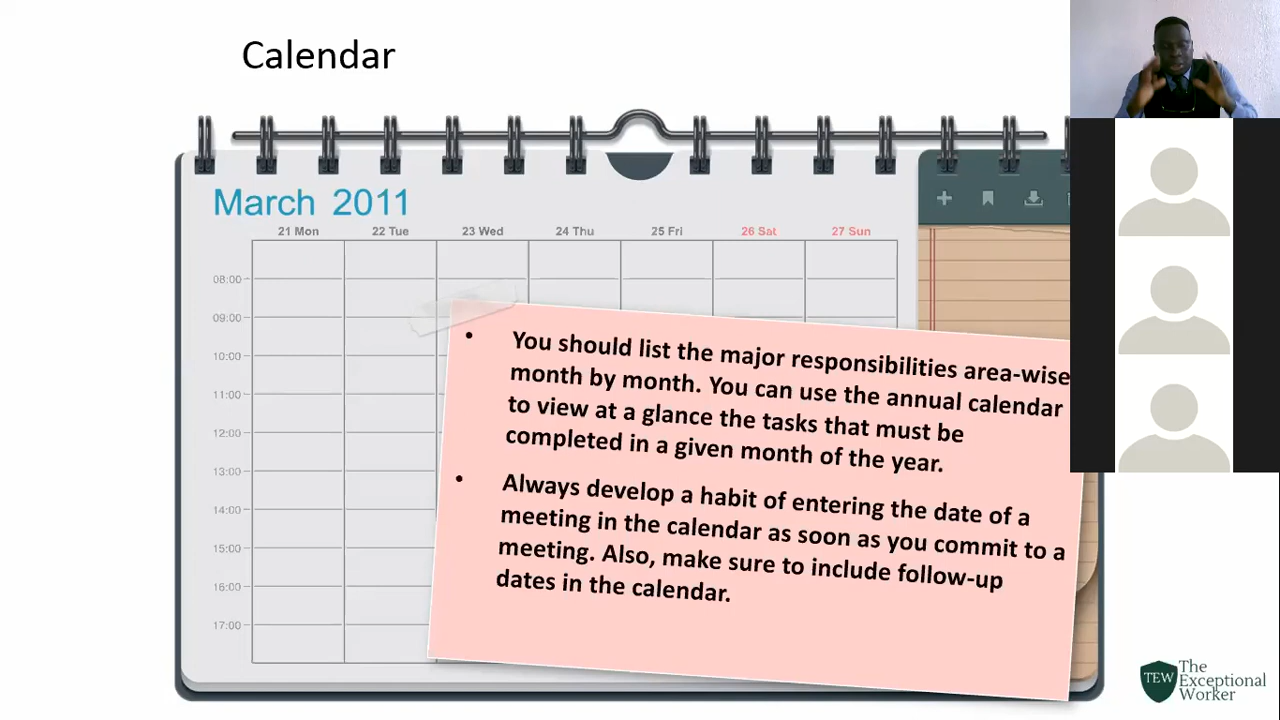 Calendar
March 2011
21 Mon 22 Tue 23 Wed 24 Thu 25 Fri 26 Sat 27 Sun
08:00
09:00
10:00
11:00
12:00
13:00
14:00
15:00
16:00
17:00
• You should list the major responsibilities area-wise
month by month. You can use the annual calendar
to view at a glance the tasks that must be
completed in a given month of the year.
• Always develop a habit of entering the date of a
meeting in the calendar as soon as you commit to a
meeting. Also, make sure to include follow-up
dates in the calendar.
TEW
The
Exceptional
Worker